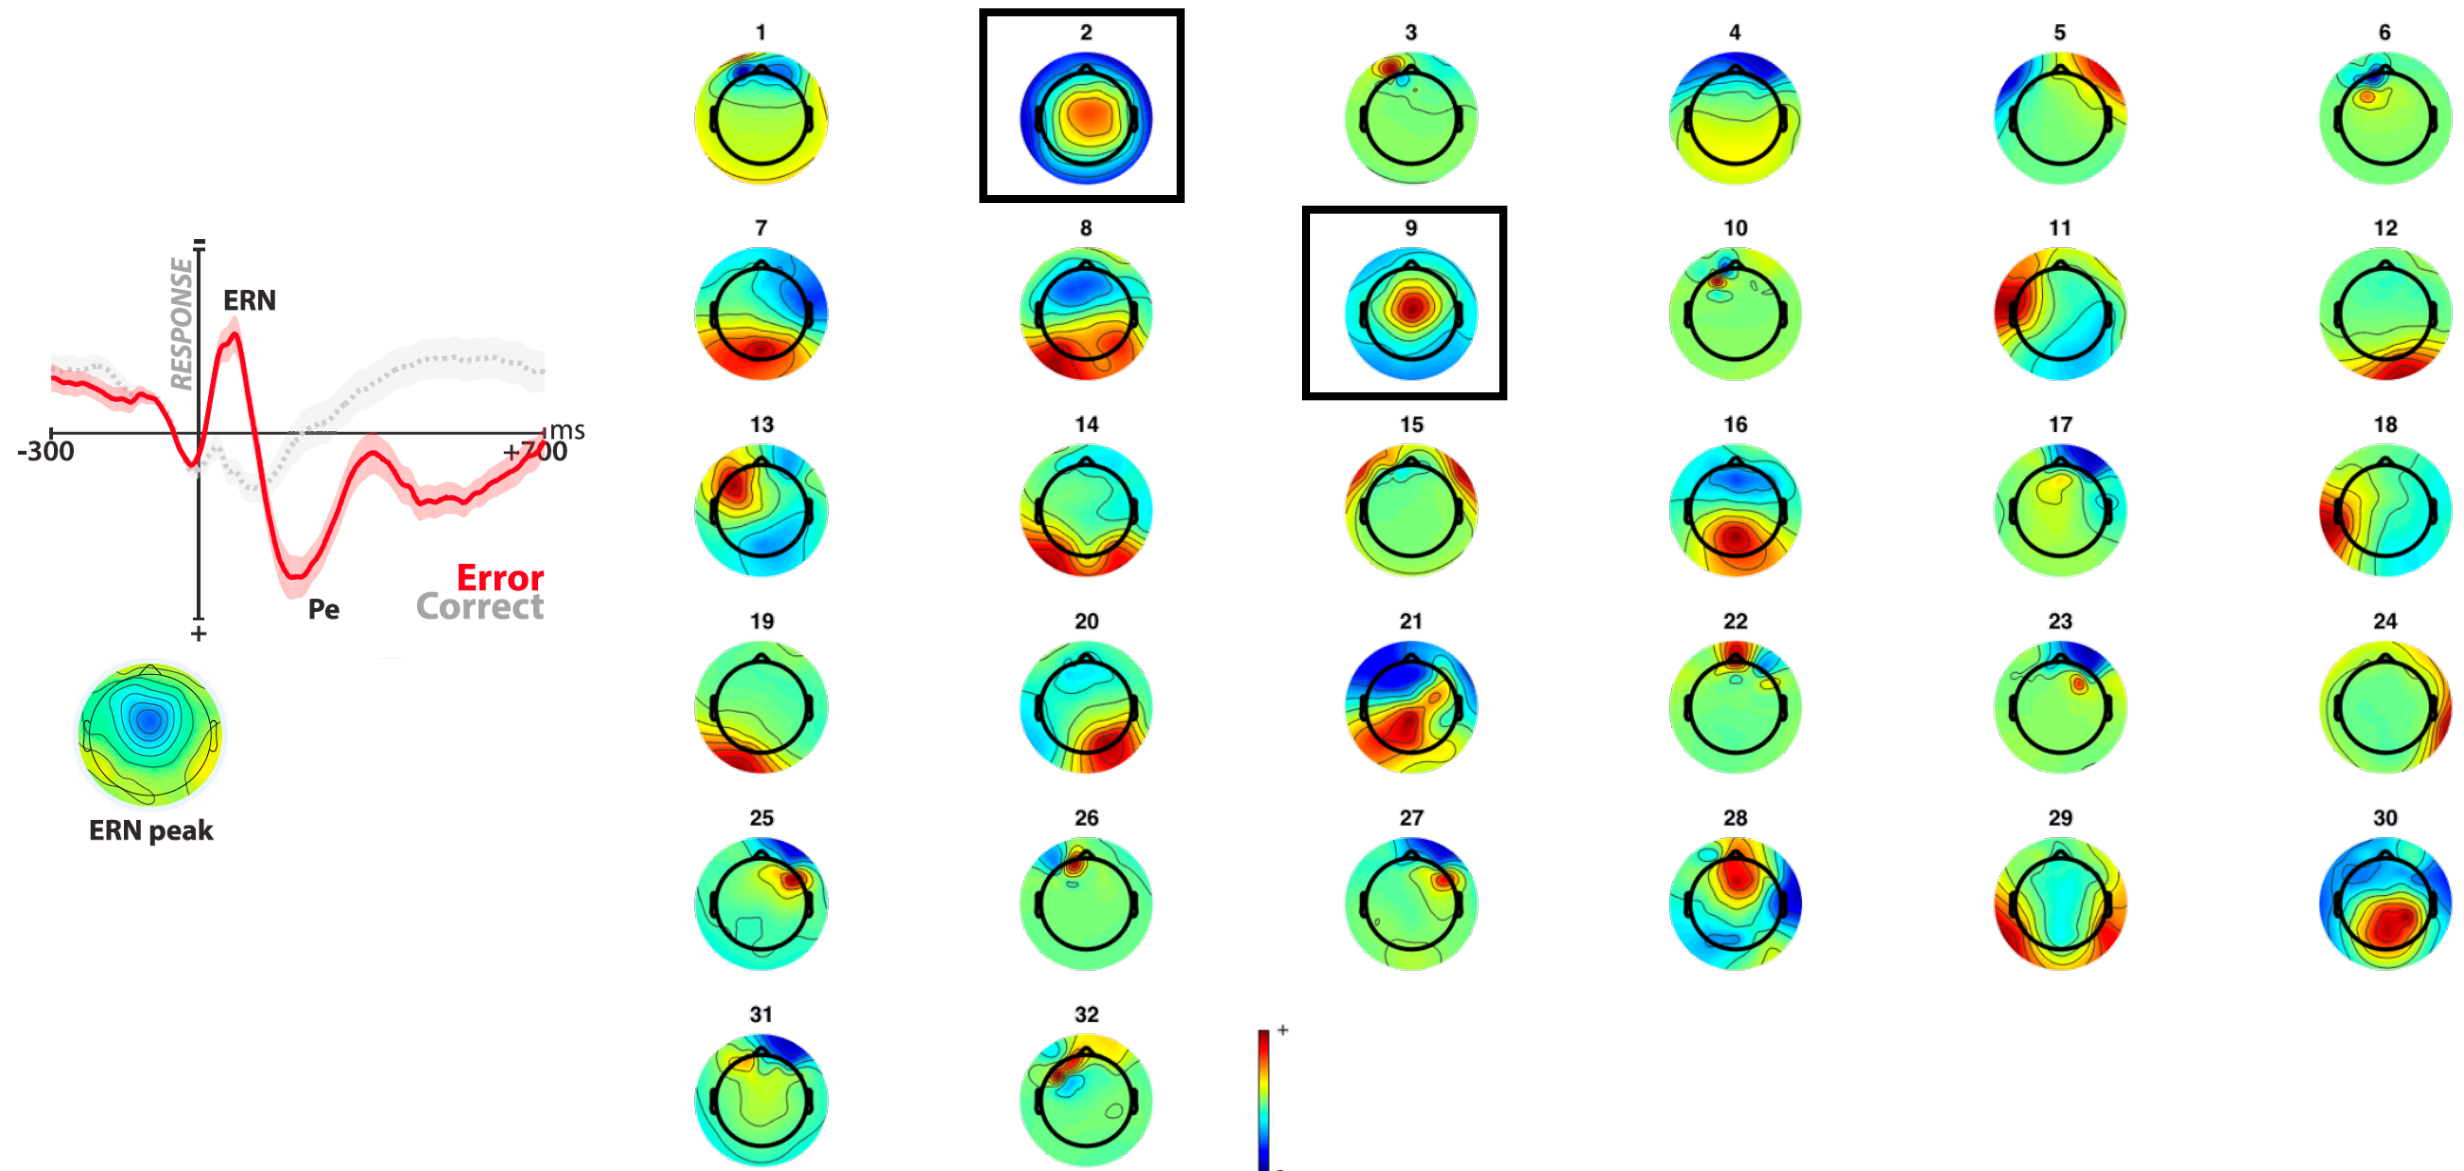 1 2 3 4 5 6
7 8 9 10 11 12
RESPONSE
ERN
-300
+700
ms
Pe
Error
Correct
+
13 14 15 16 17 18
19 20 21 22 23 24
ERN peak
25 26 27 28 29 30
31 32
+